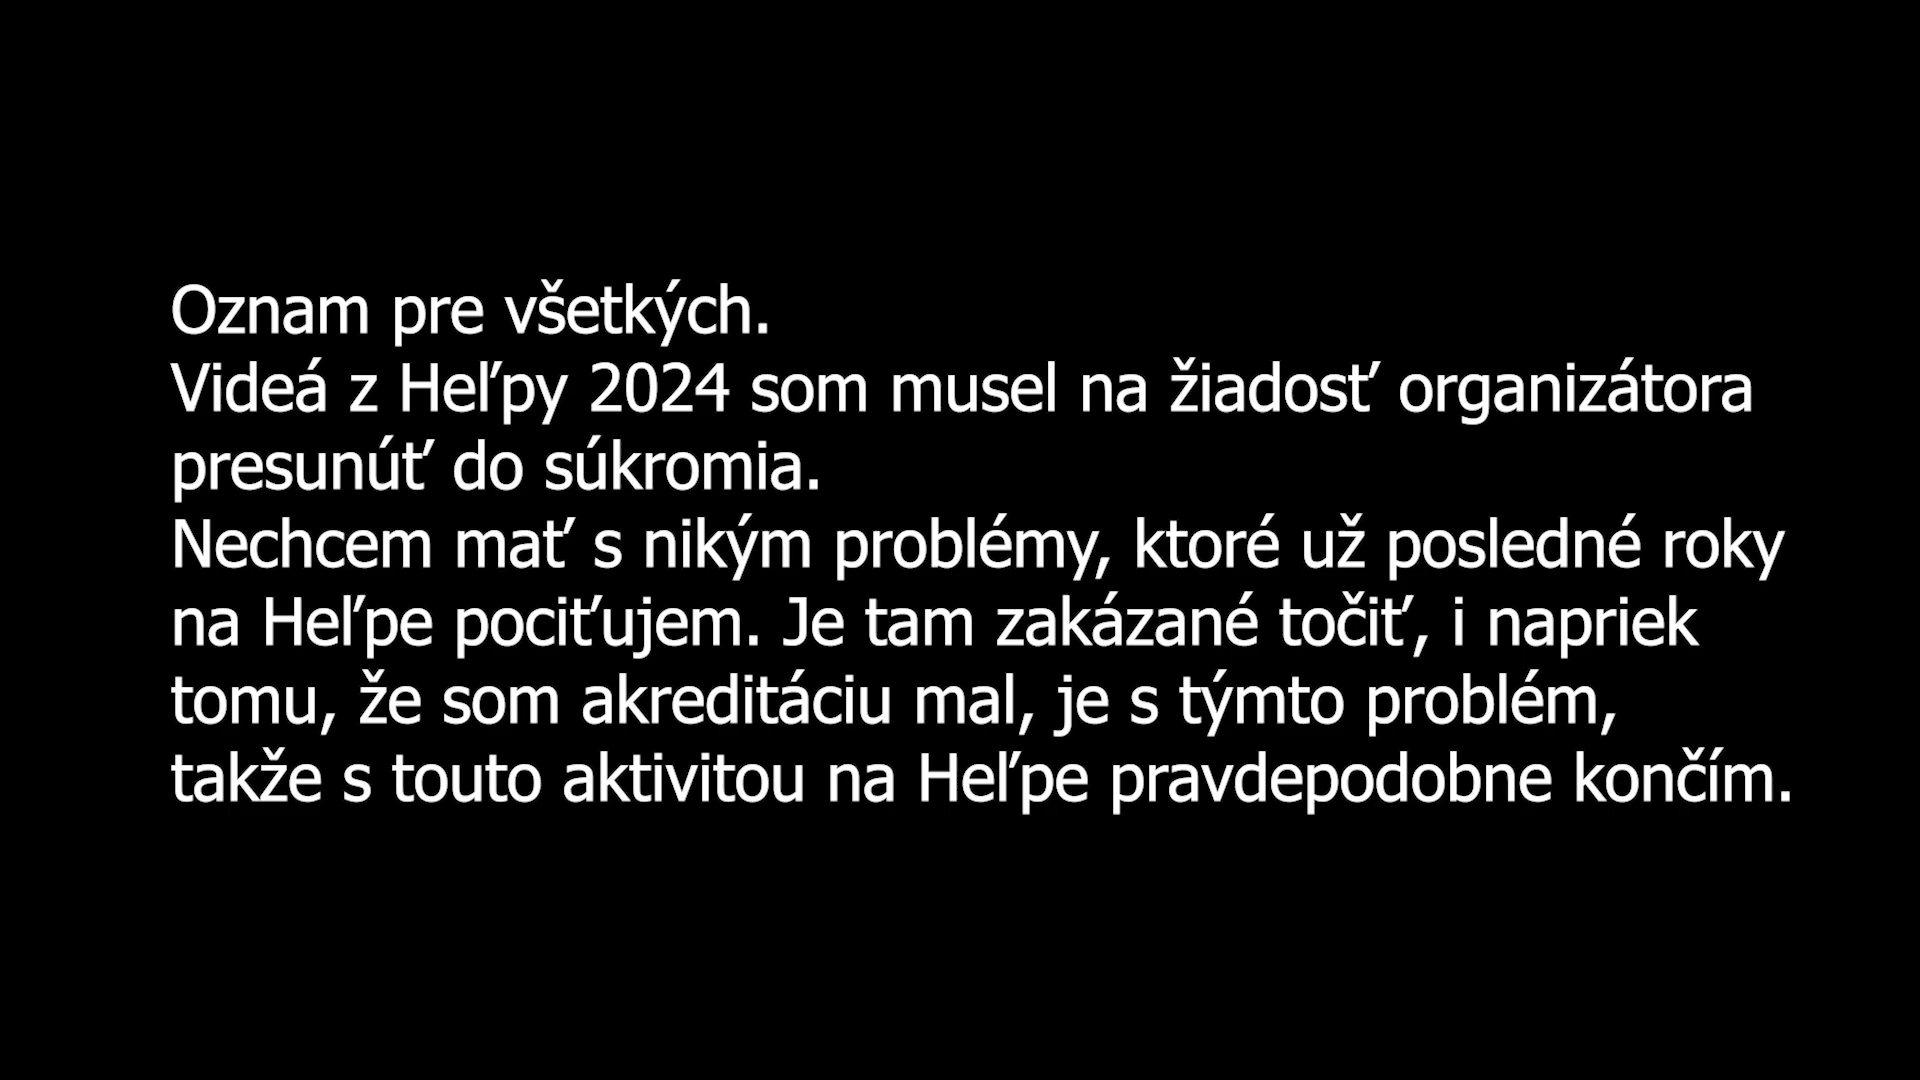 Oznam pre všetkých.
Videá z Heľpy 2024 som musel na žiadosť organizátora
presunúť do súkromia.
Nechcem mať s nikým problémy, ktoré už posledné roky
na Heľpe pociťujem. Je tam zakázané točiť, i napriek
tomu, že som akreditáciu mal, je s týmto problém,
takže s touto aktivitou na Heľpe pravdepodobne končím.